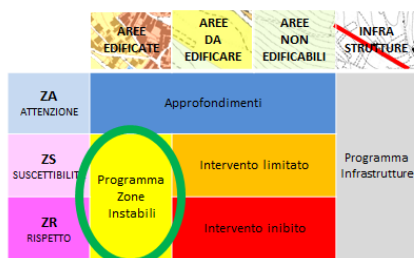 AREE
EDIFICATE
AREE
DA
EDIFICARE
AREE
NON
EDIFICABILI
INFRA
STRUTTURE
ZA
ATTENZIONE
Approfondimenti
ZS
SUSCETTIBILIT
Programma
Zone
Instabili
Intervento limitato
Programma
Infrastrutture
ZR
RISPETTO
Intervento inibito